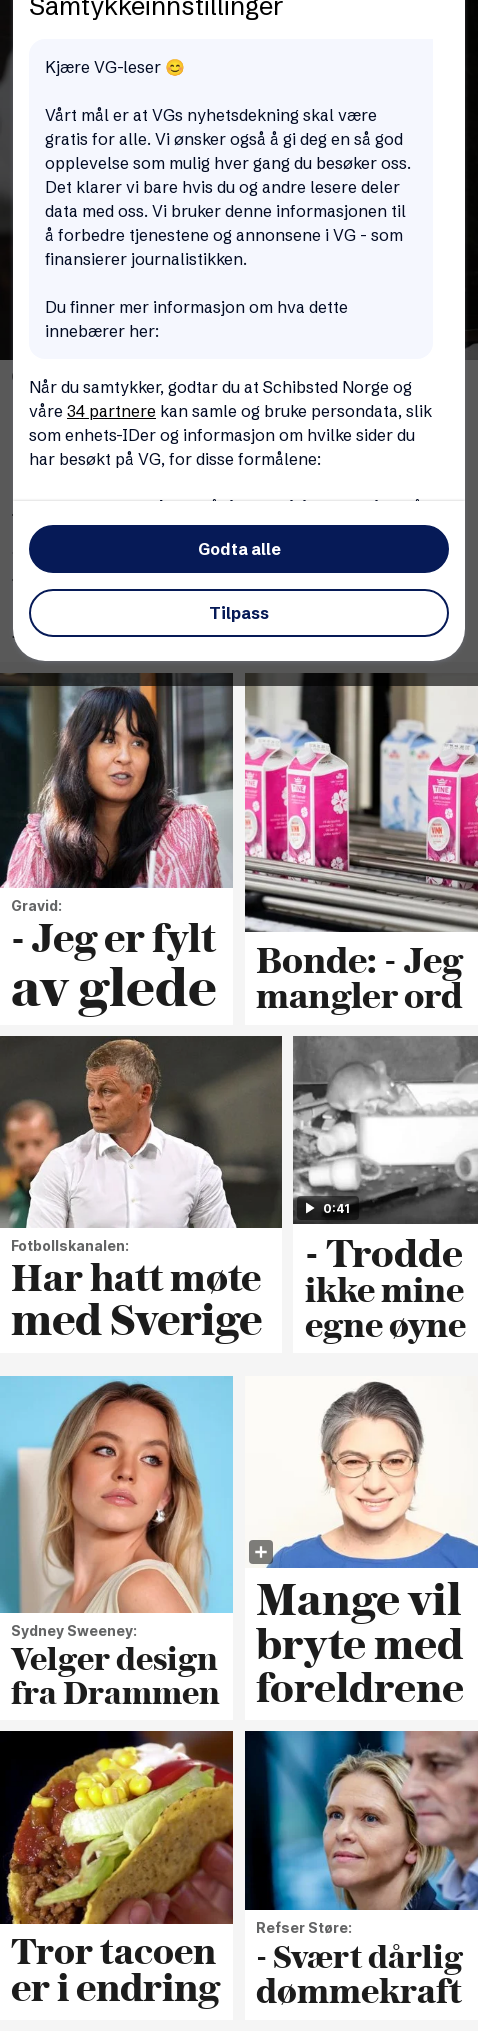 Samtykkeinnstillinger
Kjære VG-leser 😊
Vårt mål er at VGs nyhetsdekning skal være
gratis for alle. Vi ønsker også å gi deg en så god
opplevelse som mulig hver gang du besøker oss.
Det klarer vi bare hvis du og andre lesere deler
data med oss. Vi bruker denne informasjonen til
å forbedre tjenestene og annonsene i VG - som
finansierer journalistikken.
Du finner mer informasjon om hva dette
innebærer her:
Når du samtykker, godtar du at Schibsted Norge og
våre 34 partnere kan samle og bruke persondata, slik
som enhets-IDer og informasjon om hvilke sider du
har besøkt på VG, for disse formålene:
Godta alle
Tilpass
TINE
TINE
Gravid:
- Jeg er fylt
av glede
Bonde: - Jeg
mangler ord
0:41
Fotbollskanalen:
Har hatt møte
med Sverige
- Trodde
ikke mine
egne øyne
Sydney Sweeney:
Velger design
fra Drammen
Mange vil
bryte med
foreldrene
Tror tacoen
er i endring
Refser Støre:
- Svært dårlig
dømmekraft